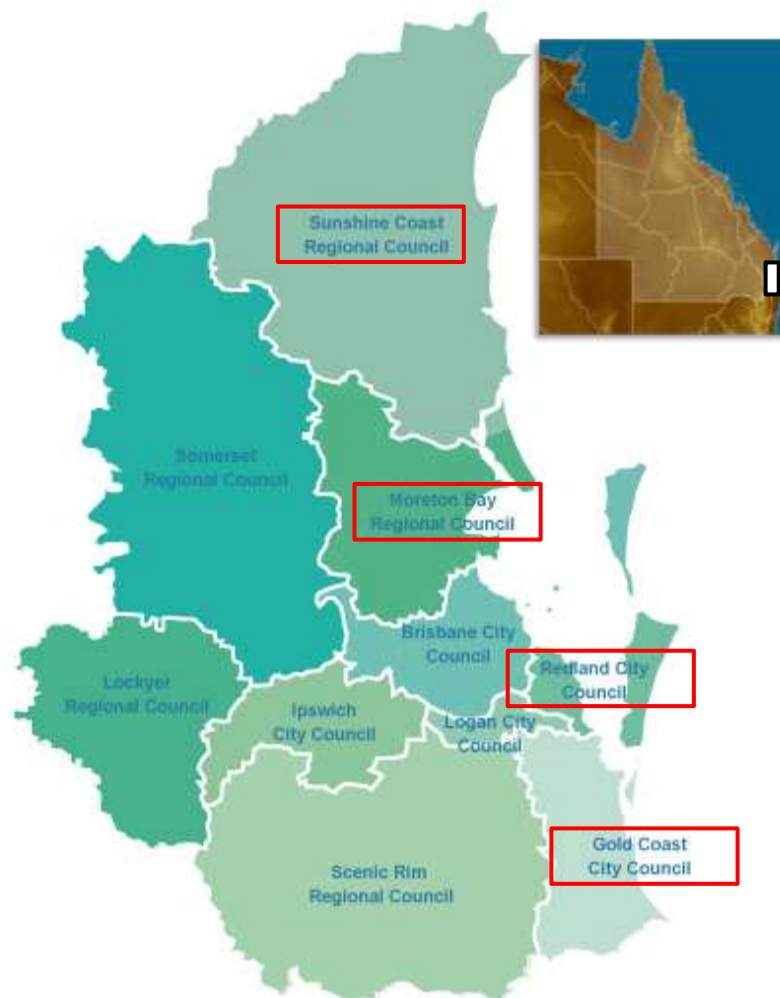 Sunshine Coast
Regional Council
Somerset
Regional Council
Moreton Bay
Regional Council
Brisbane City
Council
Redland City
Council
Lockyer
Regional Council
Ipswich
City Council
Logan City
Council
Gold Coast
City Council
Scenic Rim
Regional Council